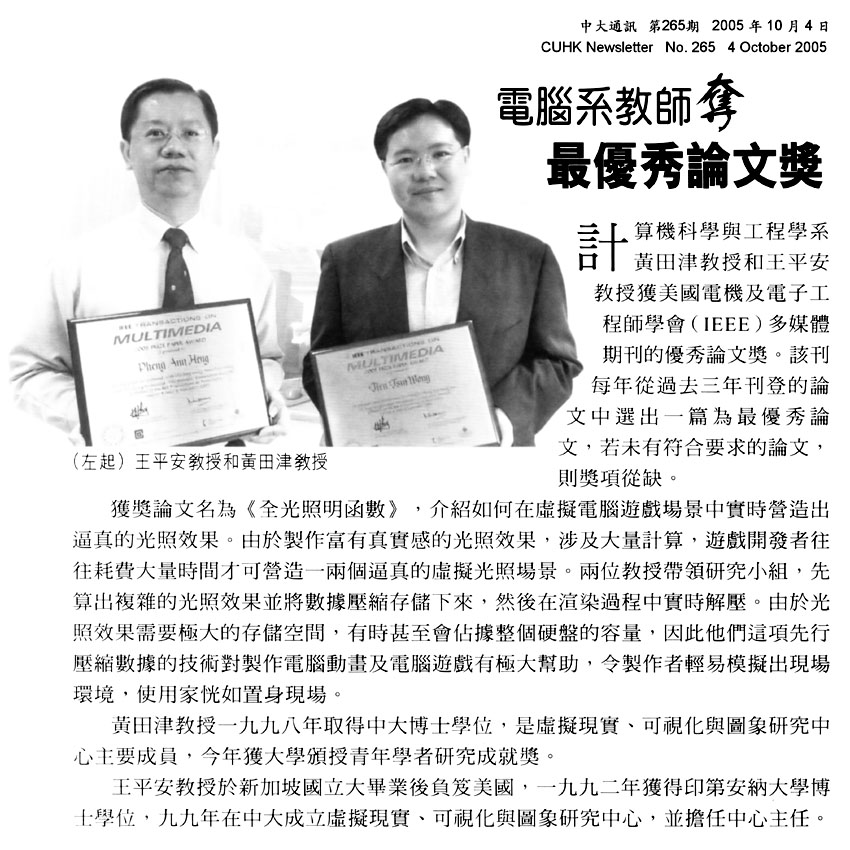 中大通訊 第265期 2005年10月4日
CUHK Newsletter No. 265 4 October 2005
電腦系教師奪
最優秀論文獎
IEEE TRANSACTIONS ON
MULTIMEDIA
Pheng Ann Heng
IEEE TRANSACTIONS ON
MULTIMEDIA
Tien Tsin Wong
(左起)王平安教授和黃田津教授
計算機科學與工程學系
黃田津教授和王平安
教授獲美國電機及電子工
程師學會(IEEE)多媒體
期刊的優秀論文獎。該刊
每年從過去三年刊登的論
文中選出一篇為最優秀論
文,若未有符合要求的論文,
則獎項從缺。
獲獎論文名為《全光照明函數》,介紹如何在虛擬電腦遊戲場景中實時營造出
逼真的光照效果。由於製作富有真實感的光照效果,涉及大量計算,遊戲開發者往
往耗費大量時間才可營造一兩個逼真的虛擬光照場景。兩位教授帶領研究小組,先
算出複雜的光照效果並將數據壓縮存儲下來,然後在渲染過程中實時解壓。由於光
照效果需要極大的存儲空間,有時甚至會佔據整個硬盤的容量,因此他們這項先行
壓縮數據的技術對製作電腦動畫及電腦遊戲有極大幫助,令製作者輕易模擬出現場
環境,使用家恍如置身現場。
黃田津教授一九九八年取得中大博士學位,是虛擬現實、可視化與圖象研究中
心主要成員,今年獲大學頒授青年學者研究成就獎。
王平安教授於新加坡國立大畢業後負笈美國,一九九二年獲得印第安納大學博
士學位,九九年在中大成立虛擬現實、可視化與圖象研究中心,並擔任中心主任。